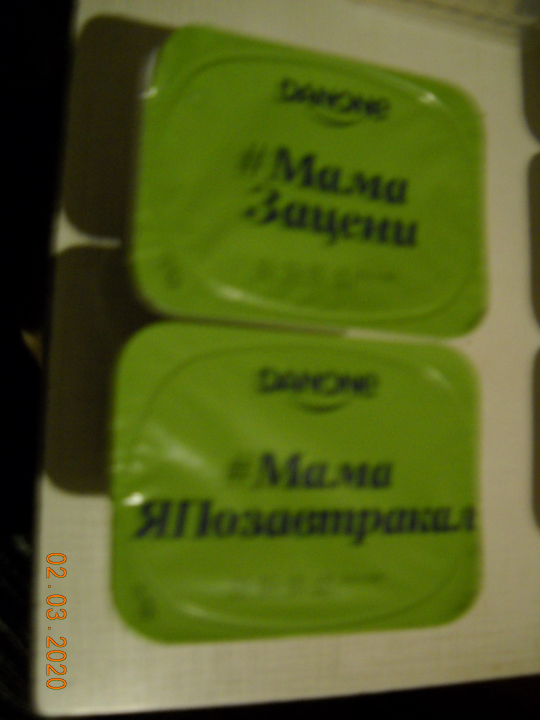 DANONE
#Мама
Зацени
DANONE
#Мама
ЯПозавтракал
02.03.2020